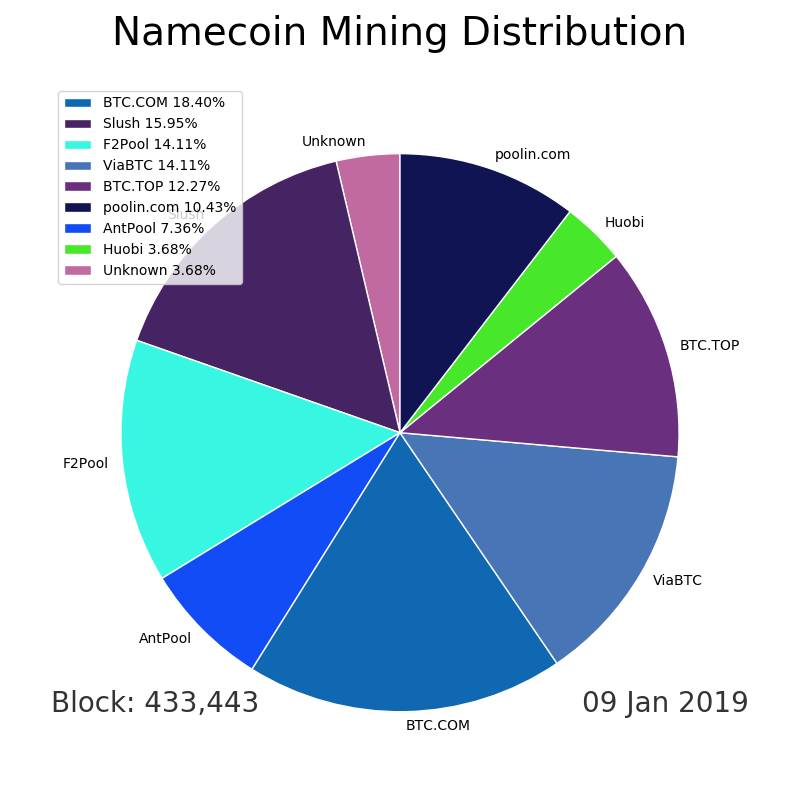 Namecoin Mining Distribution
BTC.COM 18.40%
Slush 15.95%
F2Pool 14.11%
ViaBTC 14.11%
BTC.TOP 12.27%
poolin.com 10.43%
AntPool 7.36%
Huobi 3.68%
Unknown 3.68%
Unknown
poolin.com
Slush
Huobi
BTC.TOP
F2Pool
ViaBTC
AntPool
Block: 433,443
09 Jan 2019
BTC.COM